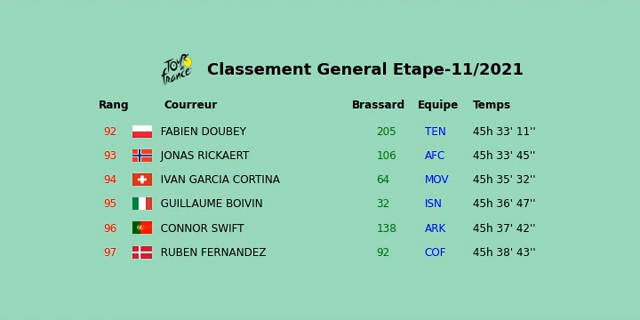 Tour de France
Classement General Etape-11/2021
Rang Courreur Brassard Equipe Temps
92 FABIEN DOUBEY 205 TEN 45h 33' 11''
93 JONAS RICKAERT 106 AFC 45h 33' 45''
94 IVAN GARCIA CORTINA 64 MOV 45h 35' 32''
95 GUILLAUME BOIVIN 32 ISN 45h 36' 47''
96 CONNOR SWIFT 138 ARK 45h 37' 42''
97 RUBEN FERNANDEZ 92 COF 45h 38' 43''